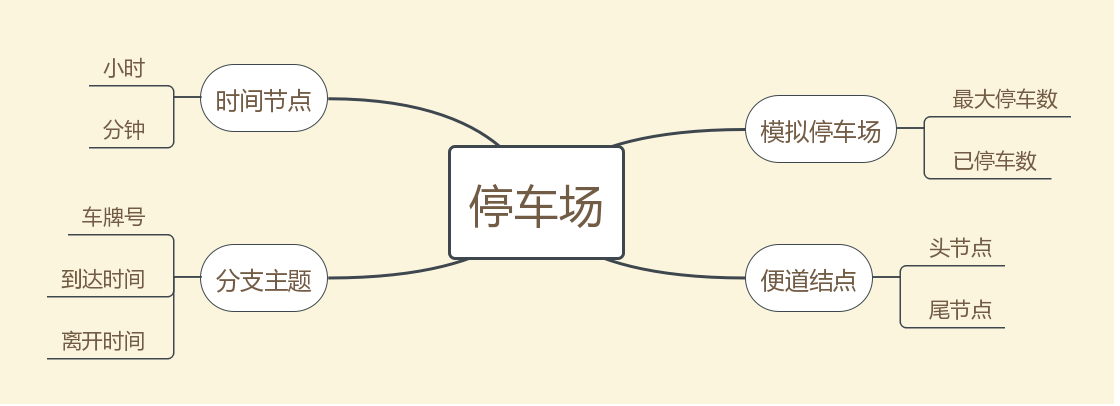 停车场
时间节点
小时
分钟
分支主题
车牌号
到达时间
离开时间
模拟停车场
最大停车数
已停车数
便道结点
头节点
尾节点